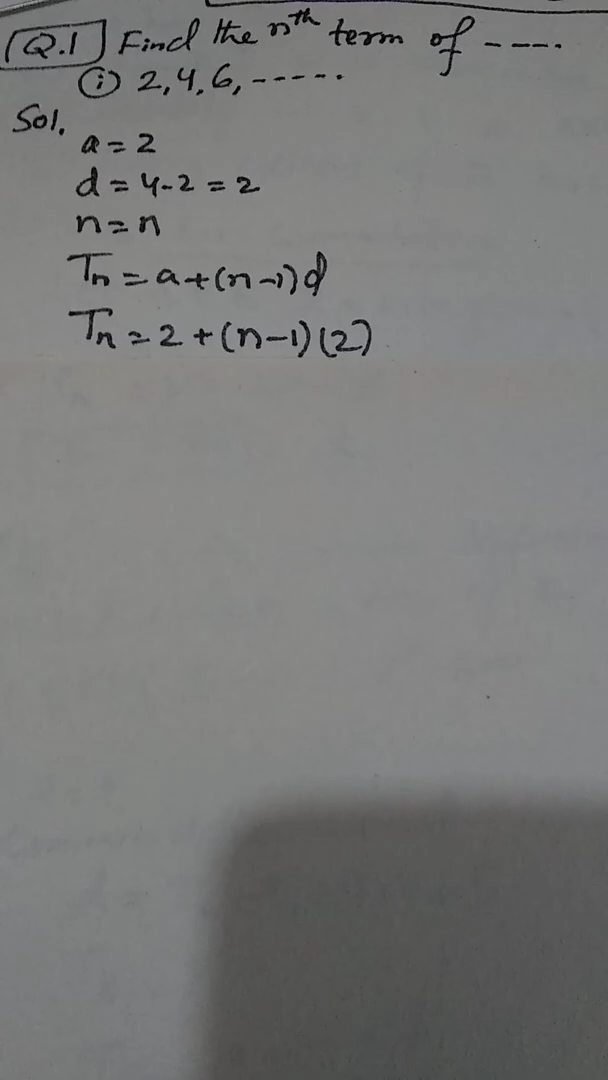 Q.1 Find the nth term of -----
(i) 2,4,6,------
Sol.
a=2
d=4-2=2
n=n
Tn=a+(n-1)d
Tn=2+(n-1)(2)